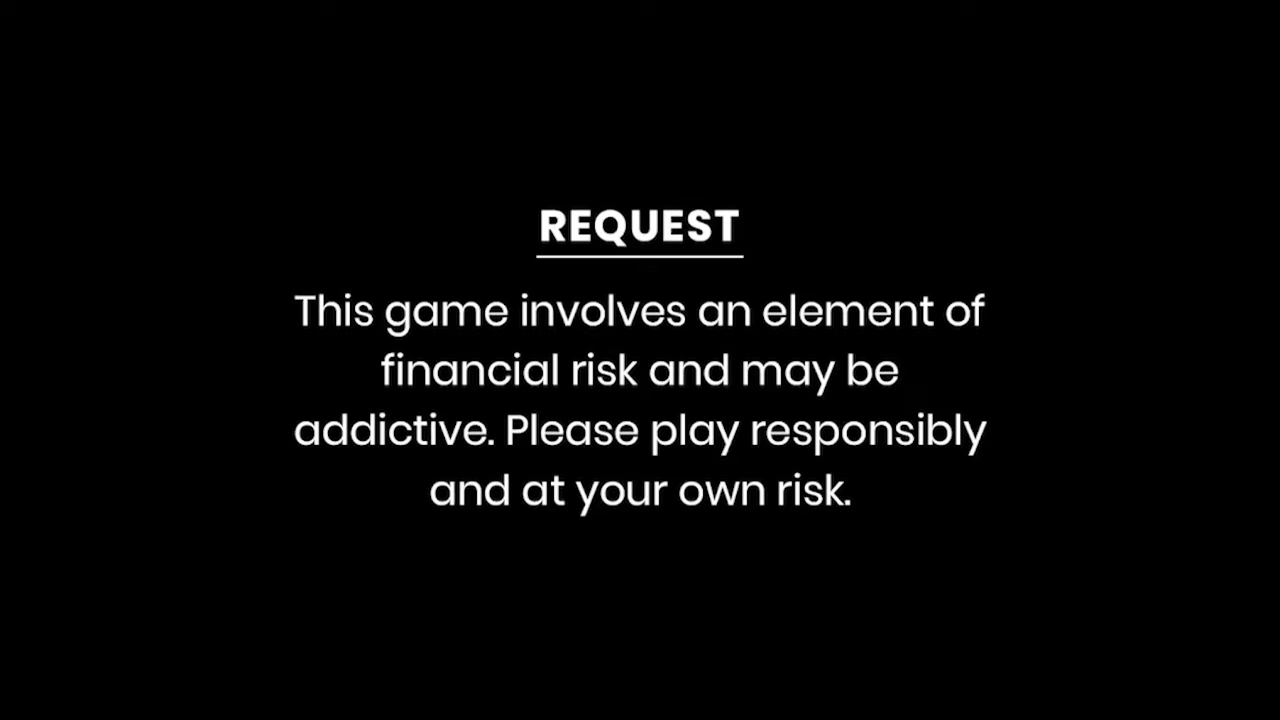 REQUEST
This game involves an element of
financial risk and may be
addictive. Please play responsibly
and at your own risk.